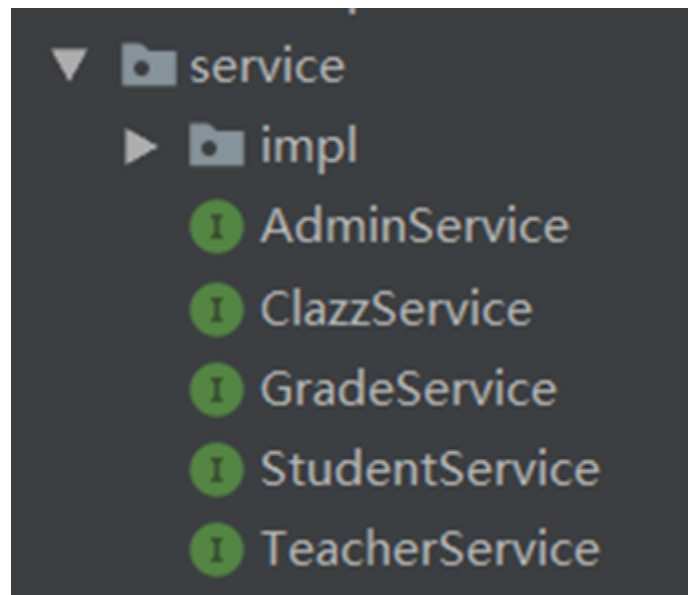 service
impl
I AdminService
I ClazzService
I GradeService
I StudentService
I TeacherService